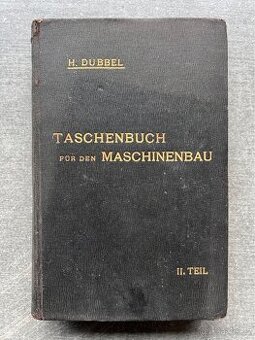 H. DUBBEL
TASCHENBUCH
FÜR DEN MASCHINENBAU
II. TEIL